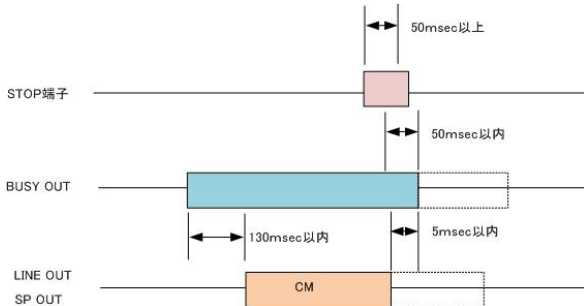 50msec以上
STOP端子
50msec以内
BUSY OUT
130msec以内
5msec以内
LINE OUT
CM
SP OUT